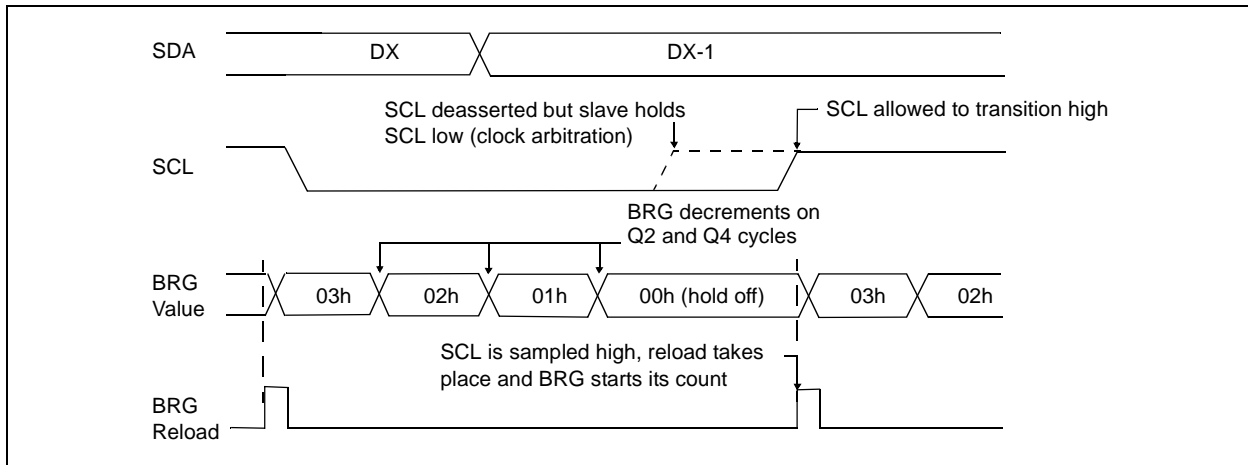 SDA
DX
DX-1
SCL deasserted but slave holds
SCL low (clock arbitration)
SCL allowed to transition high
SCL
BRG decrements on
Q2 and Q4 cycles
BRG
Value
03h
02h
01h
00h (hold off)
03h
02h
SCL is sampled high, reload takes
place and BRG starts its count
BRG
Reload